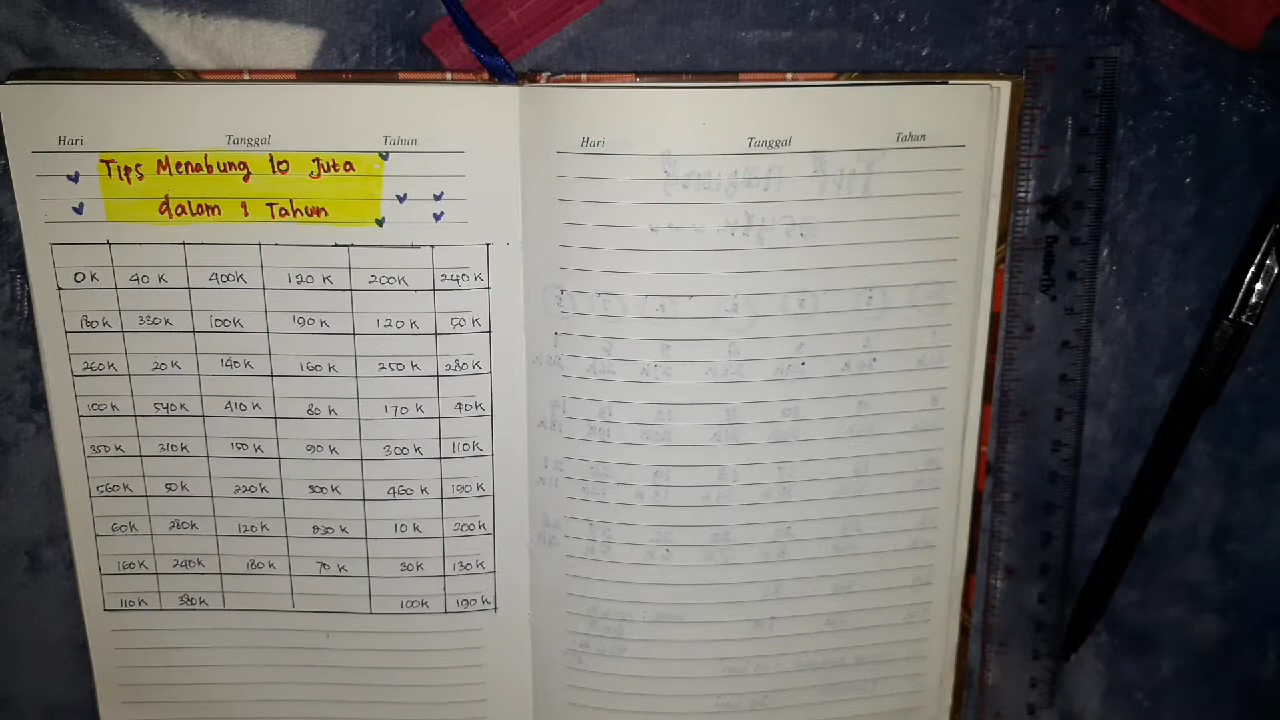 Hari Tanggal Tahun
Tips Menabung 10 Juta
dalam 1 Tahun
0K 40K 400K 120K 200K 240K
180K 330K 100K 190K 120K 50K
260K 20K 140K 160K 250K 280K
100K 540K 410K 80K 170K 40K
350K 310K 150K 90K 300K 110K
560K 50K 220K 300K 460K 190K
60K 280K 120K 830K 10K 200K
160K 240K 180K 70K 30K 130K
110K 380K 100K 190K
Hari Tanggal Tahun
Butterfly